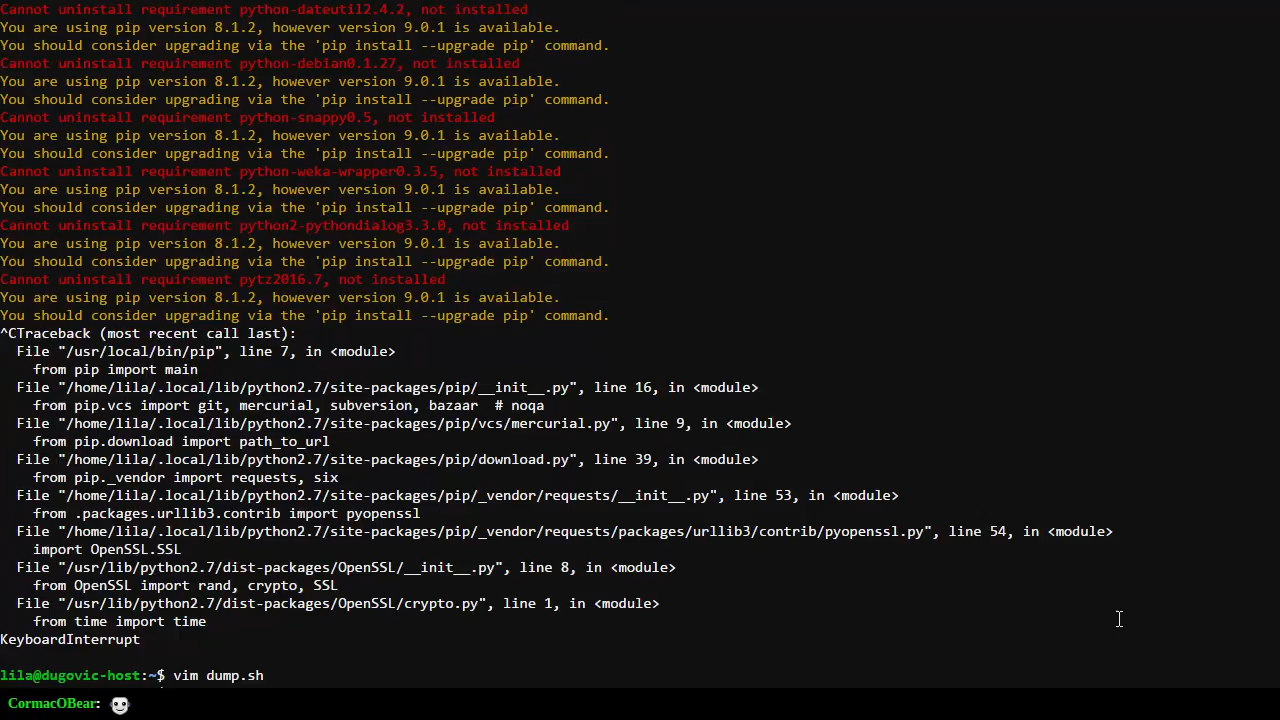 Cannot uninstall requirement python-dateutil2.4.2, not installed
You are using pip version 8.1.2, however version 9.0.1 is available.
You should consider upgrading via the 'pip install --upgrade pip' command.
Cannot uninstall requirement python-debian0.1.27, not installed
You are using pip version 8.1.2, however version 9.0.1 is available.
You should consider upgrading via the 'pip install --upgrade pip' command.
Cannot uninstall requirement python-snappy0.5, not installed
You are using pip version 8.1.2, however version 9.0.1 is available.
You should consider upgrading via the 'pip install --upgrade pip' command.
Cannot uninstall requirement python-weka-wrapper0.3.5, not installed
You are using pip version 8.1.2, however version 9.0.1 is available.
You should consider upgrading via the 'pip install --upgrade pip' command.
Cannot uninstall requirement python2-pythondialog3.3.0, not installed
You are using pip version 8.1.2, however version 9.0.1 is available.
You should consider upgrading via the 'pip install --upgrade pip' command.
Cannot uninstall requirement pytz2016.7, not installed
You are using pip version 8.1.2, however version 9.0.1 is available.
You should consider upgrading via the 'pip install --upgrade pip' command.
^CTraceback (most recent call last):
  File "/usr/local/bin/pip", line 7, in <module>
    from pip import main
  File "/home/lila/.local/lib/python2.7/site-packages/pip/__init__.py", line 16, in <module>
    from pip.vcs import git, mercurial, subversion, bazaar  # noqa
  File "/home/lila/.local/lib/python2.7/site-packages/pip/vcs/mercurial.py", line 9, in <module>
    from pip.download import path_to_url
  File "/home/lila/.local/lib/python2.7/site-packages/pip/download.py", line 39, in <module>
    from pip._vendor import requests, six
  File "/home/lila/.local/lib/python2.7/site-packages/pip/_vendor/requests/__init__.py", line 53, in <module>
    from .packages.urllib3.contrib import pyopenssl
  File "/home/lila/.local/lib/python2.7/site-packages/pip/_vendor/requests/packages/urllib3/contrib/pyopenssl.py", line 54, in <module>
    import OpenSSL.SSL
  File "/usr/lib/python2.7/dist-packages/OpenSSL/__init__.py", line 8, in <module>
    from OpenSSL import rand, crypto, SSL
  File "/usr/lib/python2.7/dist-packages/OpenSSL/crypto.py", line 1, in <module>
    from time import time
KeyboardInterrupt
lila@dugovic-host:~$ vim dump.sh
CormacOBear: